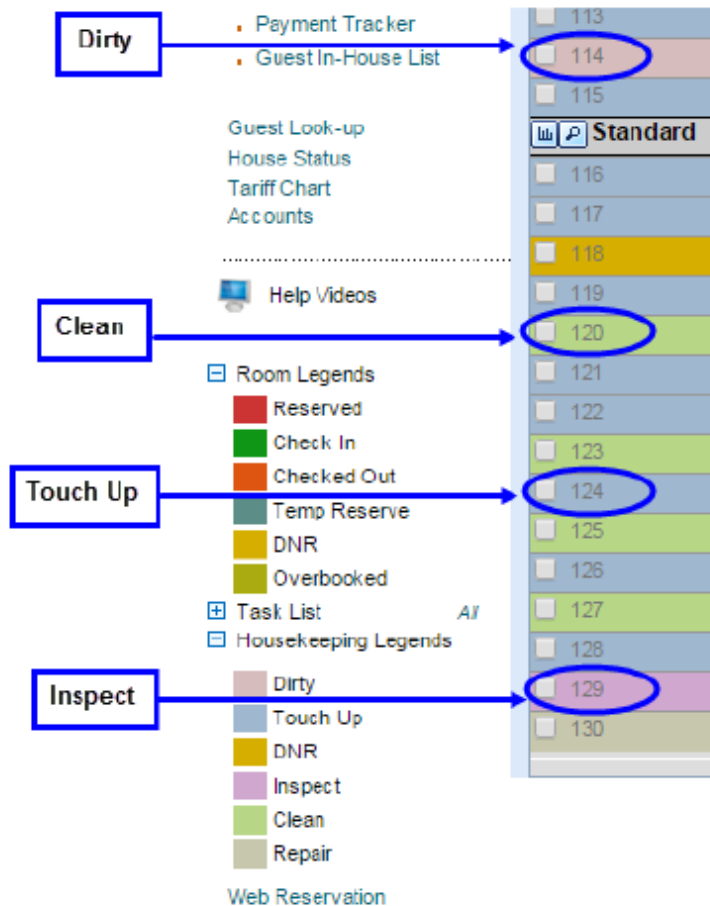 Dirty
Payment Tracker
Guest In-House List
Guest Look-up
House Status
Tariff Chart
Accounts
Help Videos
Clean
Room Legends
Reserved
Check In
Checked Out
Touch Up
Temp Reserve
DNR
Overbooked
Task List All
Housekeeping Legends
Inspect
Dirty
Touch Up
DNR
Inspect
Clean
Repair
Web Reservation
113
114
115
Standard
116
117
118
119
120
121
122
123
124
125
126
127
128
129
130